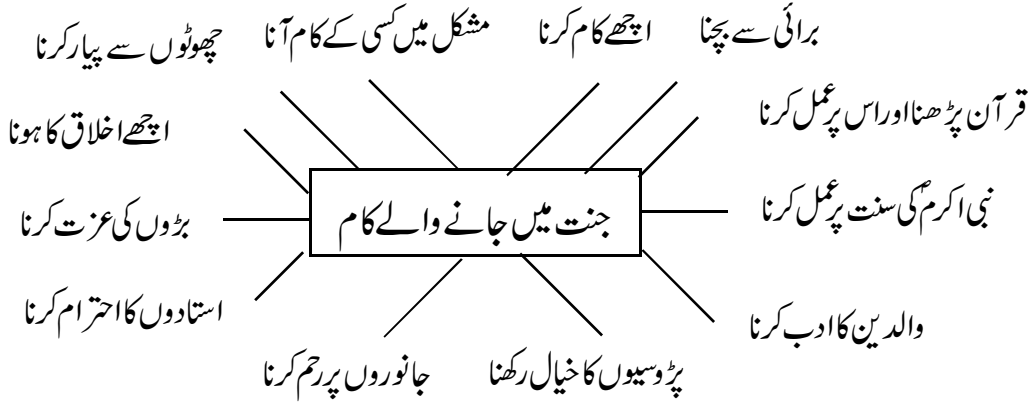 برائی سے بچنا
اچھے کام کرنا
مشکل میں کسی کے کام آنا
چھوٹوں سے پیار کرنا
قرآن پڑھنا اور اس پر عمل کرنا
اچھے اخلاق کا ہونا
نبی اکرمؐ کی سنت پر عمل کرنا
جنت میں جانے والے کام
بڑوں کی عزت کرنا
والدین کا ادب کرنا
استادوں کا احترام کرنا
پڑوسیوں کا خیال رکھنا
جانوروں پر رحم کرنا